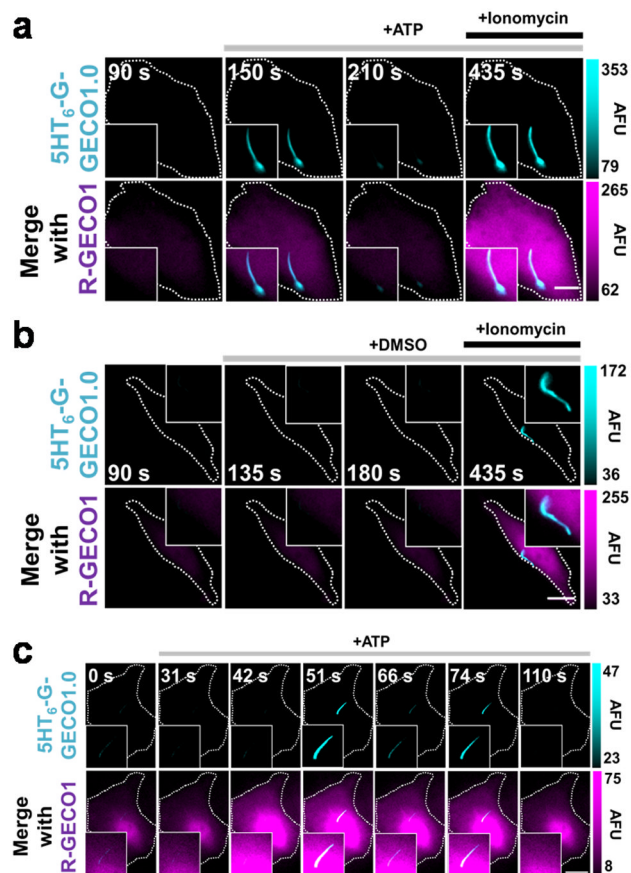 a
+ATP
+Ionomycin
5HT6-G-
GECO1.0
90 s
150 s
210 s
435 s
353
AFU
79
Merge
with
R-GECO1
265
AFU
62
b
+DMSO
+Ionomycin
5HT6-G-
GECO1.0
90 s
135 s
180 s
435 s
172
AFU
36
Merge
with
R-GECO1
255
AFU
33
c
+ATP
5HT6-G-
GECO1.0
0 s
31 s
42 s
51 s
66 s
74 s
110 s
47
AFU
23
Merge
with
R-GECO1
75
AFU
8